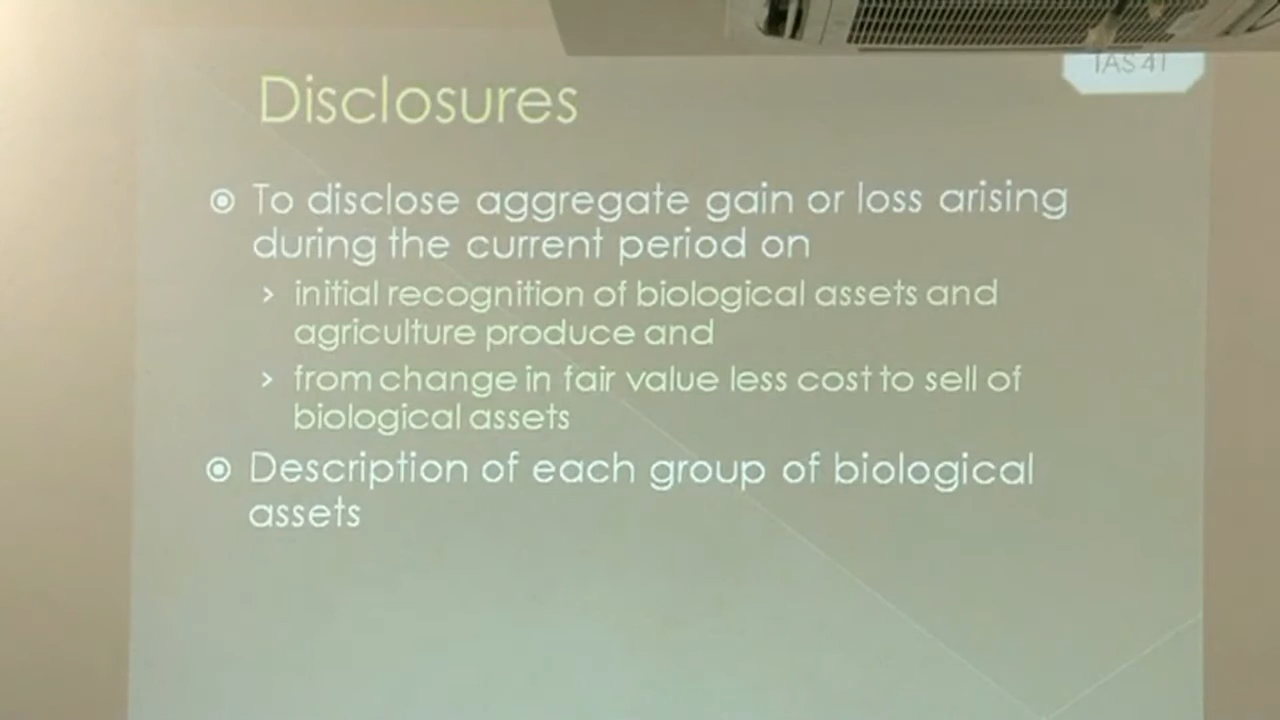 IAS 41
Disclosures
To disclose aggregate gain or loss arising
during the current period on
› initial recognition of biological assets and
agriculture produce and
› from change in fair value less cost to sell of
biological assets
Description of each group of biological
assets